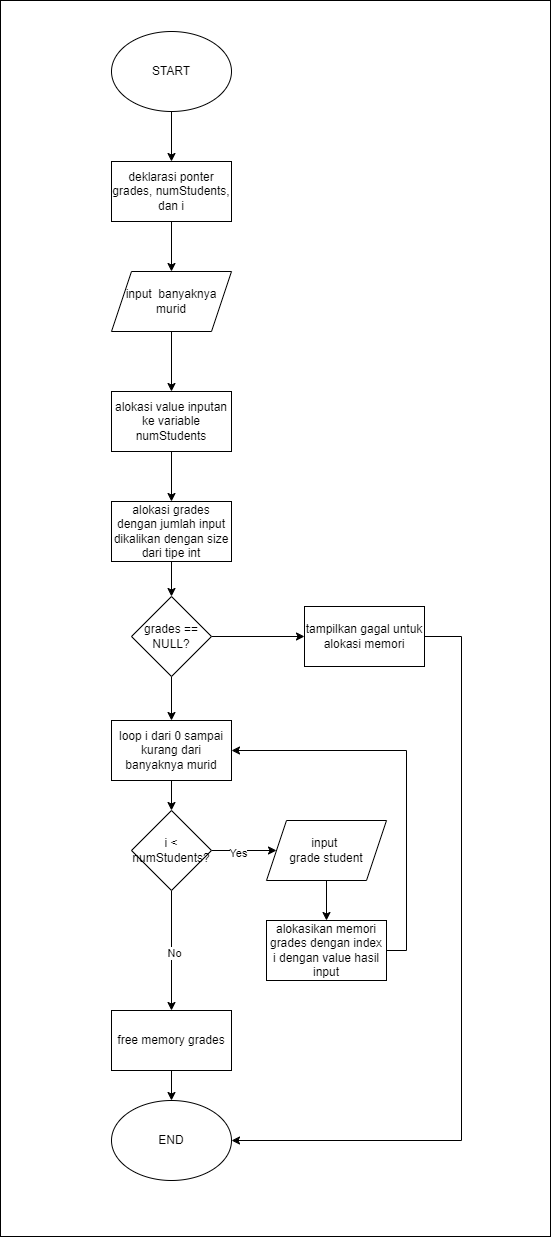 START
deklarasi ponter
grades, numStudents,
dan i
input banyaknya
murid
alokasi value inputan
ke variable
numStudents
alokasi grades
dengan jumlah input
dikalikan dengan size
dari tipe int
grades ==
NULL?
tampilkan gagal untuk
alokasi memori
loop i dari 0 sampai
kurang dari
banyaknya murid
i <
numStudents?
Yes
input
grade student
alokasikan memori
grades dengan index
i dengan value hasil
input
No
free memory grades
END